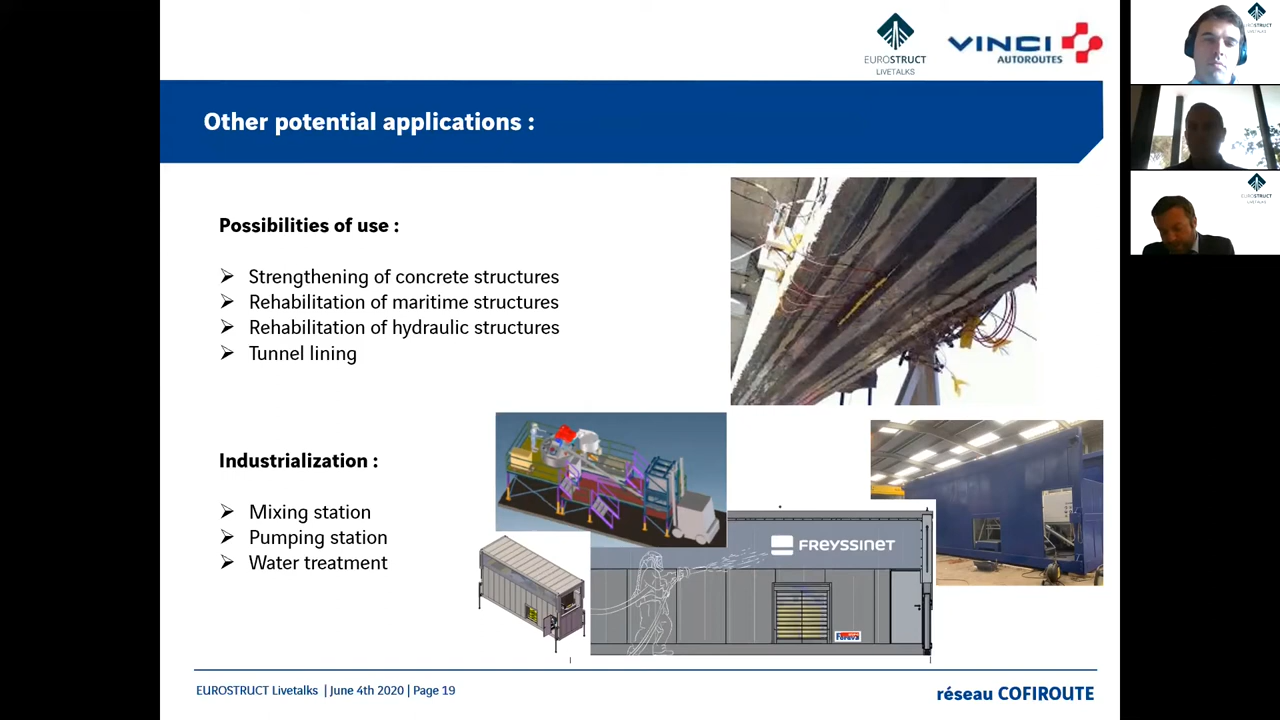 EUROSTRUCT
LIVETALKS
VINCI
AUTOROUTES
Other potential applications :
Possibilities of use :
Strengthening of concrete structures
Rehabilitation of maritime structures
Rehabilitation of hydraulic structures
Tunnel lining
Industrialization :
Mixing station
Pumping station
Water treatment
FREYSSINET
Foreva
EUROSTRUCT Livetalks | June 4th 2020 | Page 19
réseau COFIROUTE